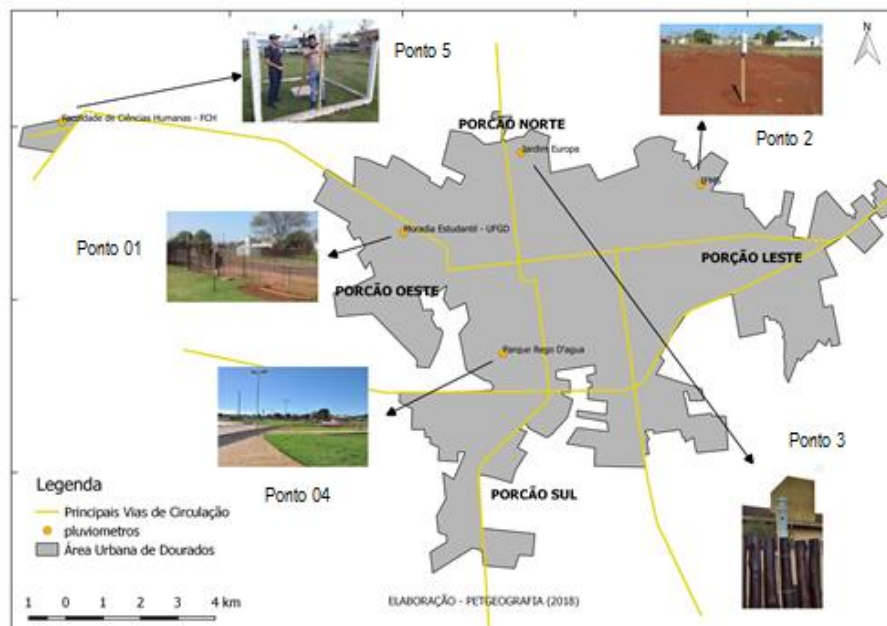 Ponto 5
N
Faculdade de Ciências Humanas - FCH
PORÇÃO NORTE
Ponto 2
Jardim Europa
IFMS
Moradia Estudantil - UFGD
Ponto 01
PORÇÃO LESTE
PORÇÃO OESTE
Parque Rego D'agua
Ponto 3
Ponto 04
PORÇÃO SUL
Legenda
Principais Vias de Circulação
pluviometros
Área Urbana de Dourados
ELABORAÇÃO - PETGEOGRAFIA (2018)
1 0 1 2 3 4 km